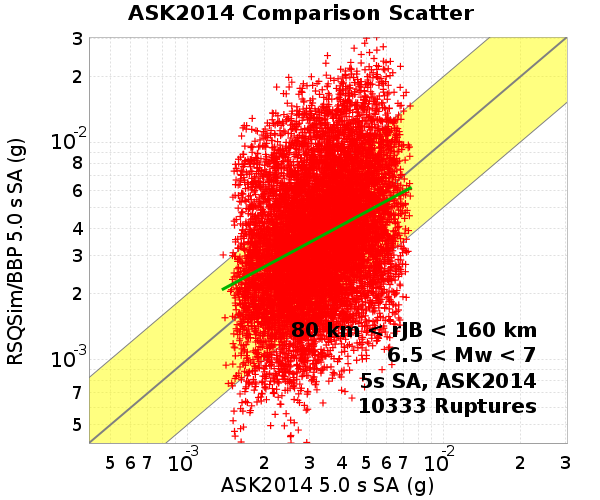 ASK2014 Comparison Scatter
RSQSim/BBP 5.0 s SA (g)
3
2
10-2
8
6
4
3
2
10-3
7
5
80 km < rJB < 160 km
6.5 < Mw < 7
5s SA, ASK2014
10333 Ruptures
5 6 7 10-3 2 3 4 5 6 7 10-2 2 3
ASK2014 5.0 s SA (g)